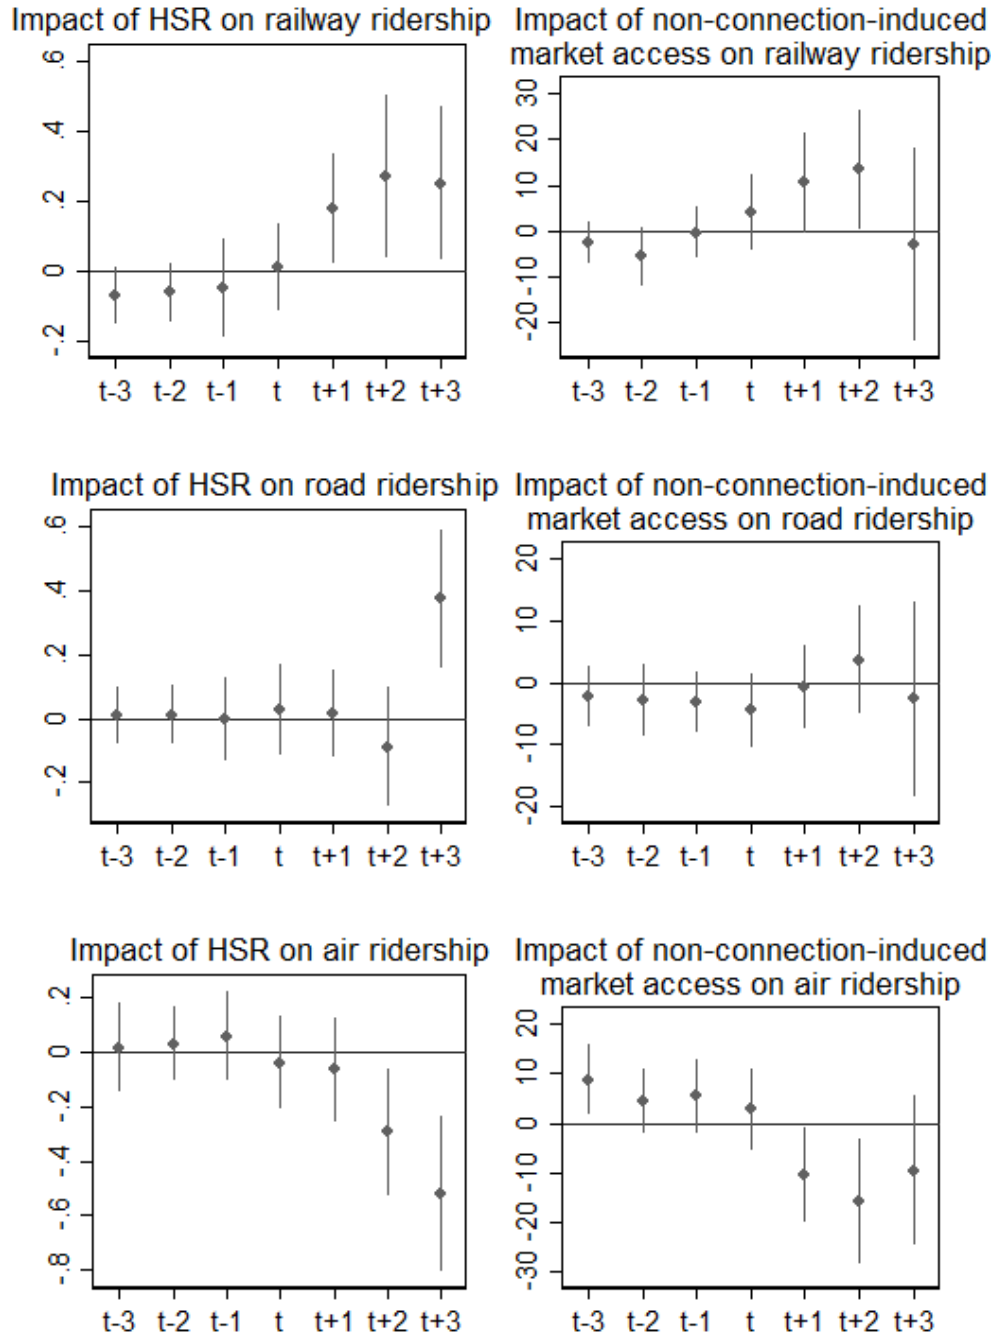 Impact of HSR on railway ridership
.6
.4
.2
0
-.2
t-3 t-2 t-1 t t+1 t+2 t+3
Impact of non-connection-induced
market access on railway ridership
30
20
10
0
-10
-20
t-3 t-2 t-1 t t+1 t+2 t+3
Impact of HSR on road ridership
.6
.4
.2
0
-.2
t-3 t-2 t-1 t t+1 t+2 t+3
Impact of non-connection-induced
market access on road ridership
20
10
0
-10
-20
t-3 t-2 t-1 t t+1 t+2 t+3
Impact of HSR on air ridership
.2
0
-.2
-.4
-.6
-.8
t-3 t-2 t-1 t t+1 t+2 t+3
Impact of non-connection-induced
market access on air ridership
20
10
0
-10
-20
-30
t-3 t-2 t-1 t t+1 t+2 t+3